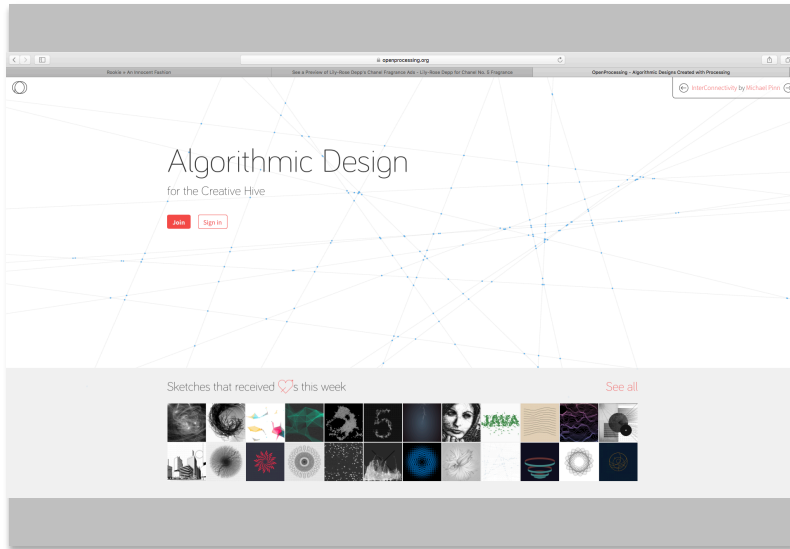 openprocessing.org
Rookie » An Innocent Fashion
See a Preview of Lily-Rose Depp's Chanel Fragrance Ads - Lily-Rose Depp for Chanel No. 5 Fragrance
OpenProcessing - Algorithmic Designs Created with Processing
InterConnectivity by Michael Pinn
Algorithmic Design
for the Creative Hive
Join
Sign in
Sketches that received s this week
See all
5
JAVA